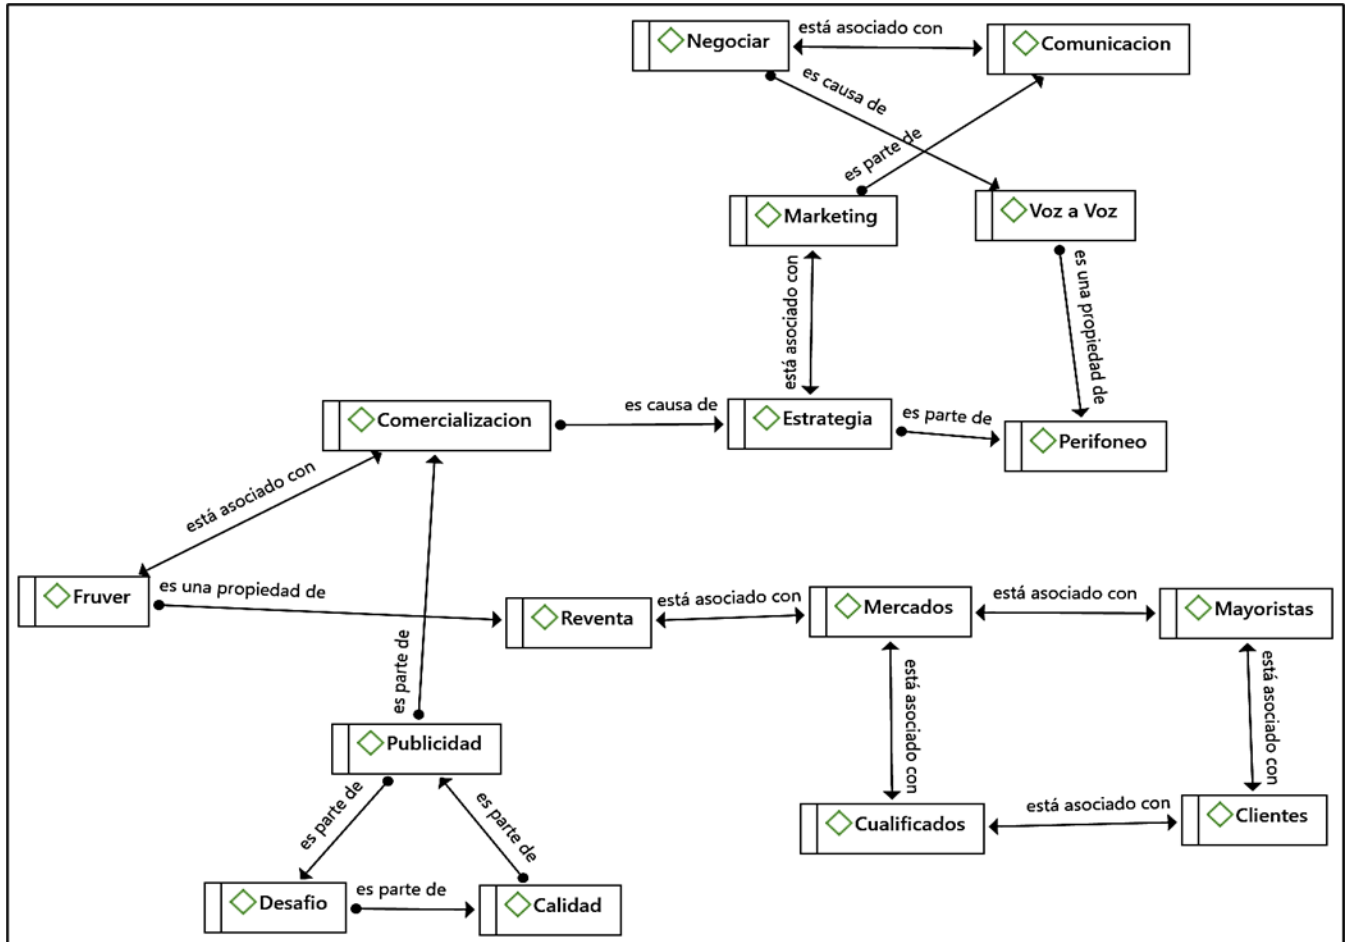 está asociado con
Negociar
Comunicacion
es causa de
es parte de
Marketing
Voz a Voz
está asociado con
es una propiedad de
Comercializacion
es causa de
Estrategia
es parte de
Perifoneo
está asociado con
Fruver
es una propiedad de
Reventa
está asociado con
Mercados
está asociado con
Mayoristas
es parte de
está asociado con
está asociado con
Publicidad
es parte de
es parte de
Cualificados
está asociado con
Clientes
Desafio
es parte de
Calidad